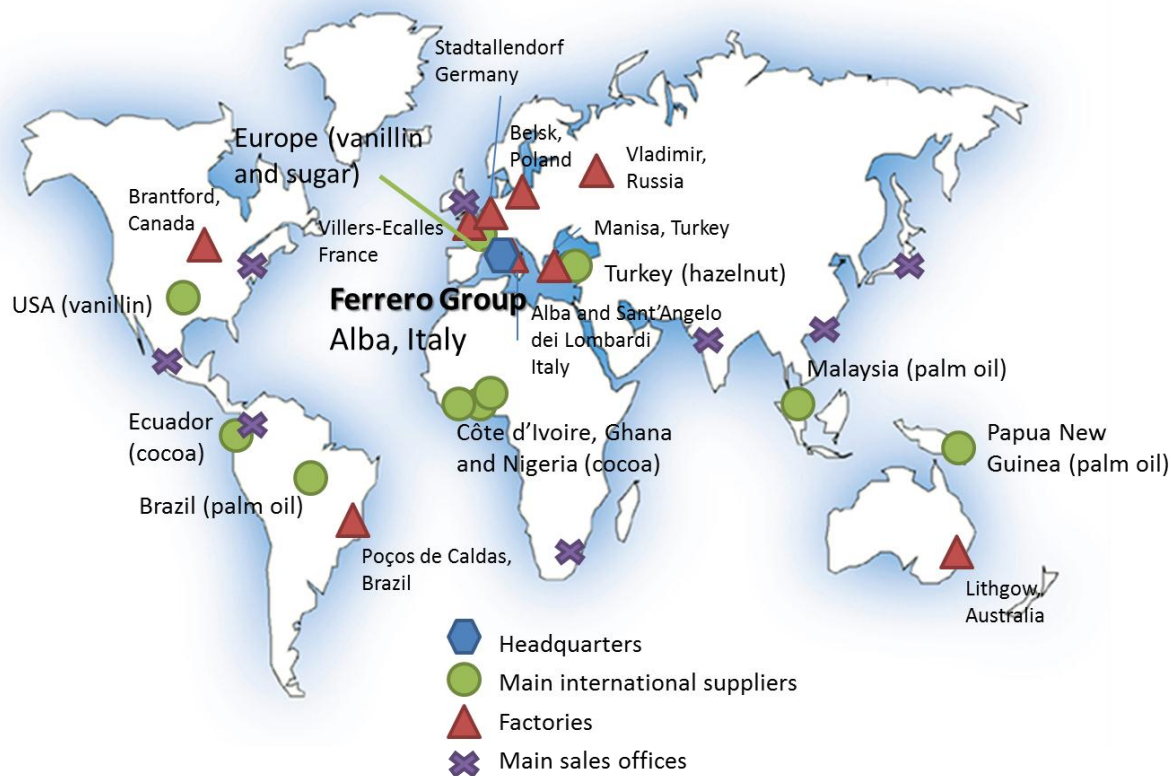 Stadtallendorf
Germany
Europe (vanillin
and sugar)
Belsk,
Poland
Vladimir,
Russia
Brantford,
Canada
Villers-Ecalles
France
Manisa, Turkey
USA (vanillin)
Turkey (hazelnut)
Ferrero Group
Alba, Italy
Alba and Sant'Angelo
dei Lombardi
Italy
Malaysia (palm oil)
Ecuador
(cocoa)
Côte d'Ivoire, Ghana
and Nigeria (cocoa)
Papua New
Guinea (palm oil)
Brazil (palm oil)
Poços de Caldas,
Brazil
Lithgow,
Australia
Headquarters
Main international suppliers
Factories
Main sales offices